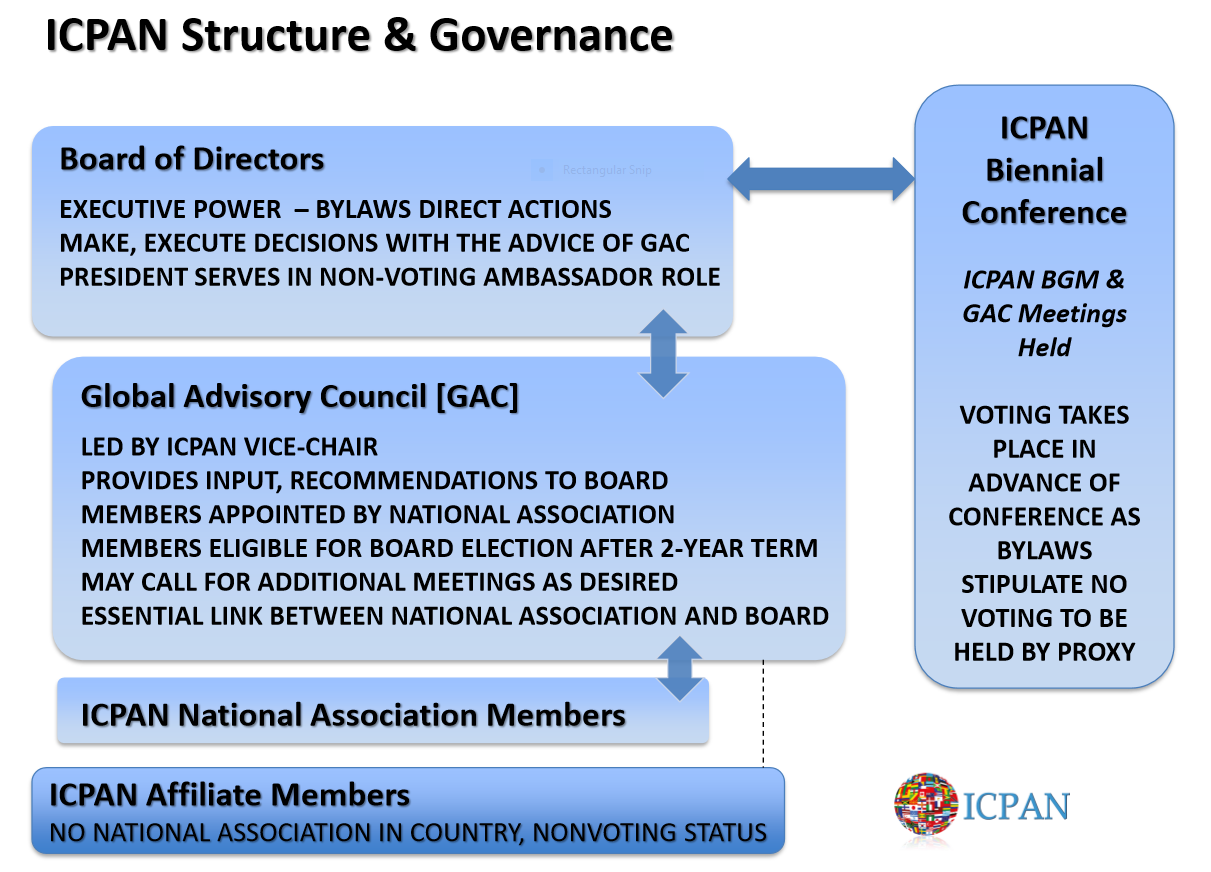 ICPAN Structure & Governance
Board of Directors
Rectangular Snip
EXECUTIVE POWER – BYLAWS DIRECT ACTIONS
MAKE, EXECUTE DECISIONS WITH THE ADVICE OF GAC
PRESIDENT SERVES IN NON-VOTING AMBASSADOR ROLE
Global Advisory Council [GAC]
LED BY ICPAN VICE-CHAIR
PROVIDES INPUT, RECOMMENDATIONS TO BOARD
MEMBERS APPOINTED BY NATIONAL ASSOCIATION
MEMBERS ELIGIBLE FOR BOARD ELECTION AFTER 2-YEAR TERM
MAY CALL FOR ADDITIONAL MEETINGS AS DESIRED
ESSENTIAL LINK BETWEEN NATIONAL ASSOCIATION AND BOARD
ICPAN National Association Members
ICPAN Affiliate Members
NO NATIONAL ASSOCIATION IN COUNTRY, NONVOTING STATUS
ICPAN
Biennial
Conference
ICPAN BGM &
GAC Meetings
Held
VOTING TAKES
PLACE IN
ADVANCE OF
CONFERENCE AS
BYLAWS
STIPULATE NO
VOTING TO BE
HELD BY PROXY
ICPAN